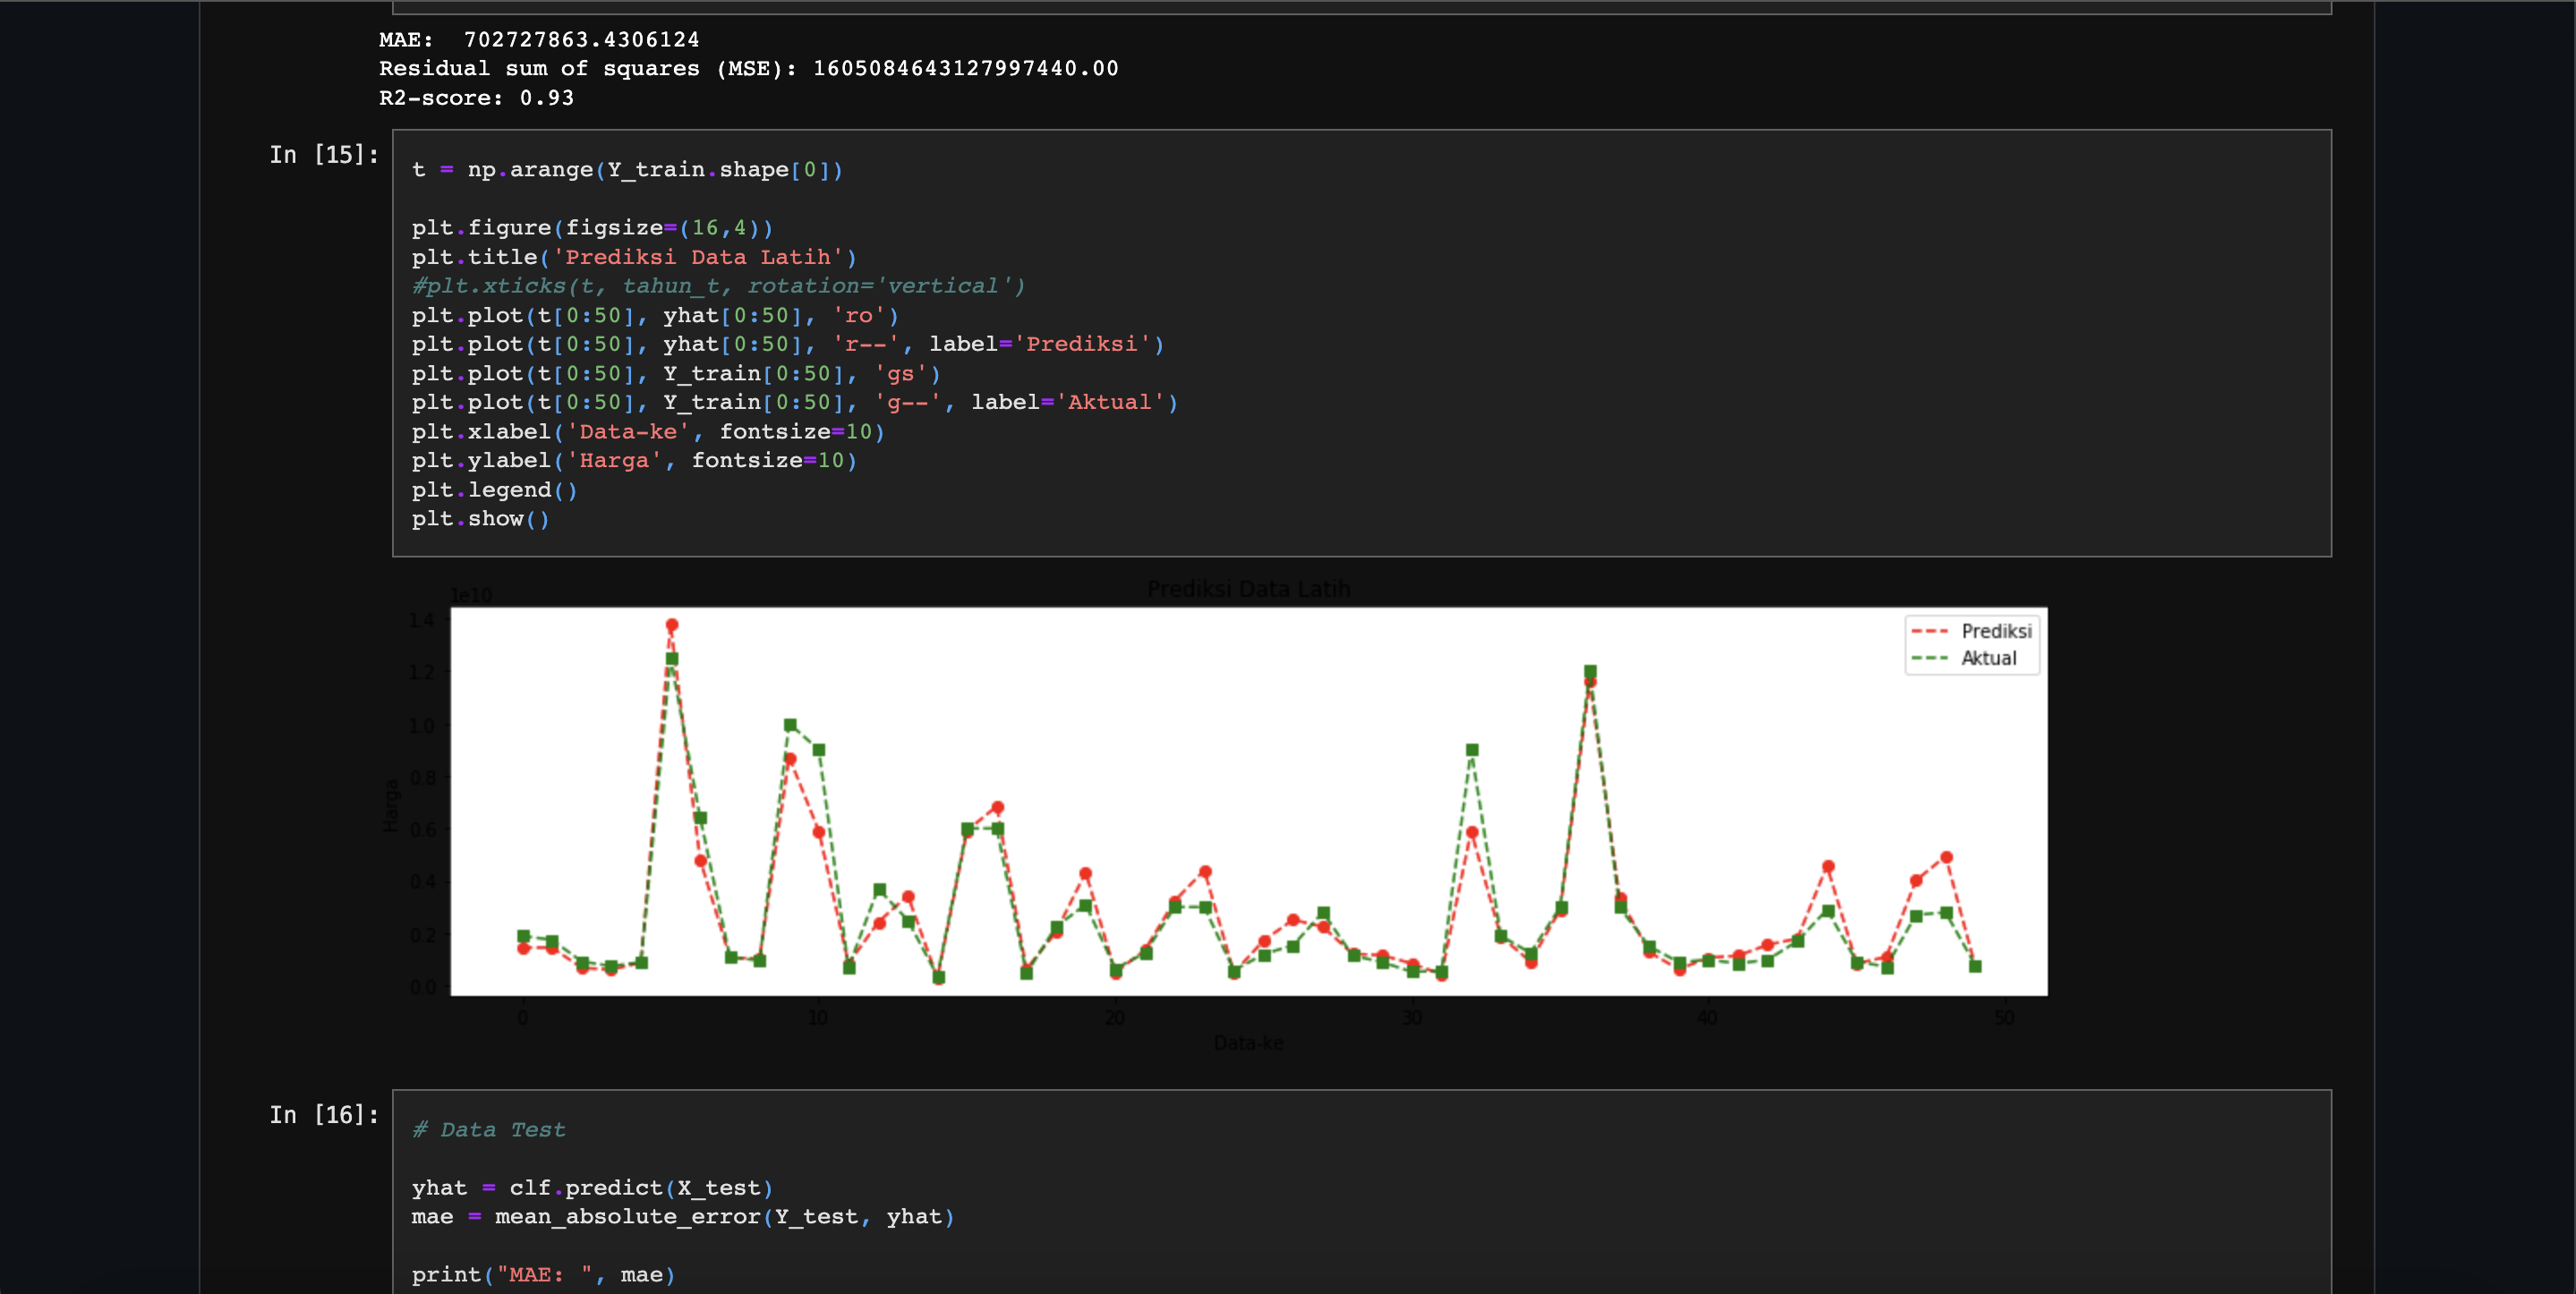 MAE:  702727863.4306124
Residual sum of squares (MSE): 1605084643127997440.00
R2-score: 0.93
In [15]:
t = np.arange(Y_train.shape[0])
plt.figure(figsize=(16,4))
plt.title('Prediksi Data Latih')
#plt.xticks(t, tahun_t, rotation='vertical')
plt.plot(t[0:50], yhat[0:50], 'ro')
plt.plot(t[0:50], yhat[0:50], 'r--', label='Prediksi')
plt.plot(t[0:50], Y_train[0:50], 'gs')
plt.plot(t[0:50], Y_train[0:50], 'g--', label='Aktual')
plt.xlabel('Data-ke', fontsize=10)
plt.ylabel('Harga', fontsize=10)
plt.legend()
plt.show()
Prediksi Data Latih
1e10
1.4
1.2
1.0
0.8
0.6
0.4
0.2
0.0
Harga
Prediksi
Aktual
0 10 20 30 40 50
Data-ke
In [16]:
# Data Test
yhat = clf.predict(X_test)
mae = mean_absolute_error(Y_test, yhat)
print("MAE: ", mae)